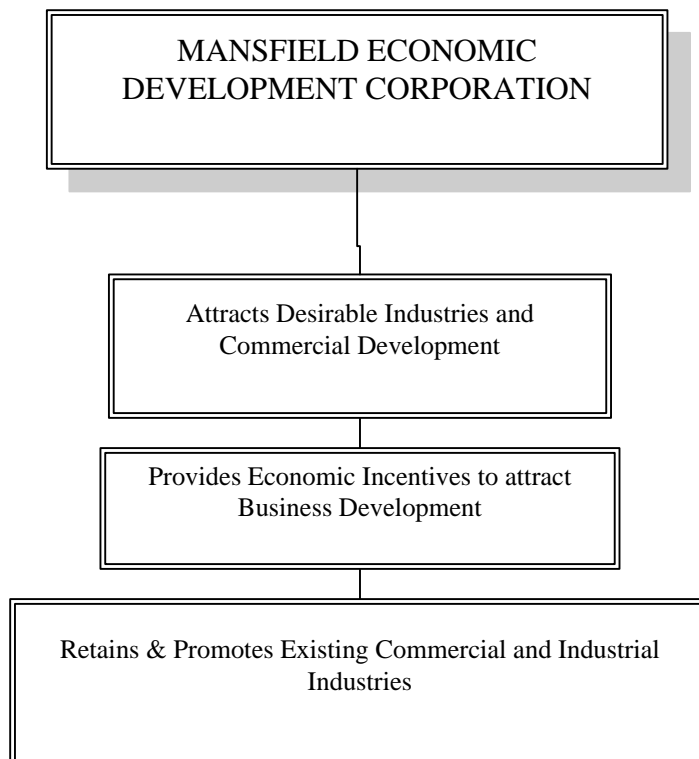 MANSFIELD ECONOMIC
DEVELOPMENT CORPORATION
Attracts Desirable Industries and
Commercial Development
Provides Economic Incentives to attract
Business Development
Retains & Promotes Existing Commercial and Industrial
Industries